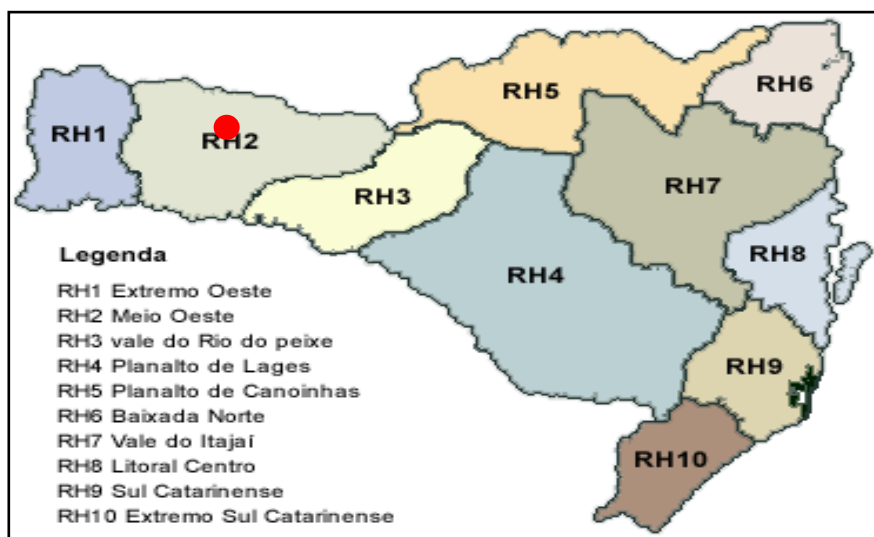 RH5
RH6
RH1
RH2
RH7
RH3
RH8
RH4
RH9
RH10
Legenda
RH1 Extremo Oeste
RH2 Meio Oeste
RH3 vale do Rio do peixe
RH4 Planalto de Lages
RH5 Planalto de Canoinhas
RH6 Baixada Norte
RH7 Vale do Itajaí
RH8 Litoral Centro
RH9 Sul Catarinense
RH10 Extremo Sul Catarinense